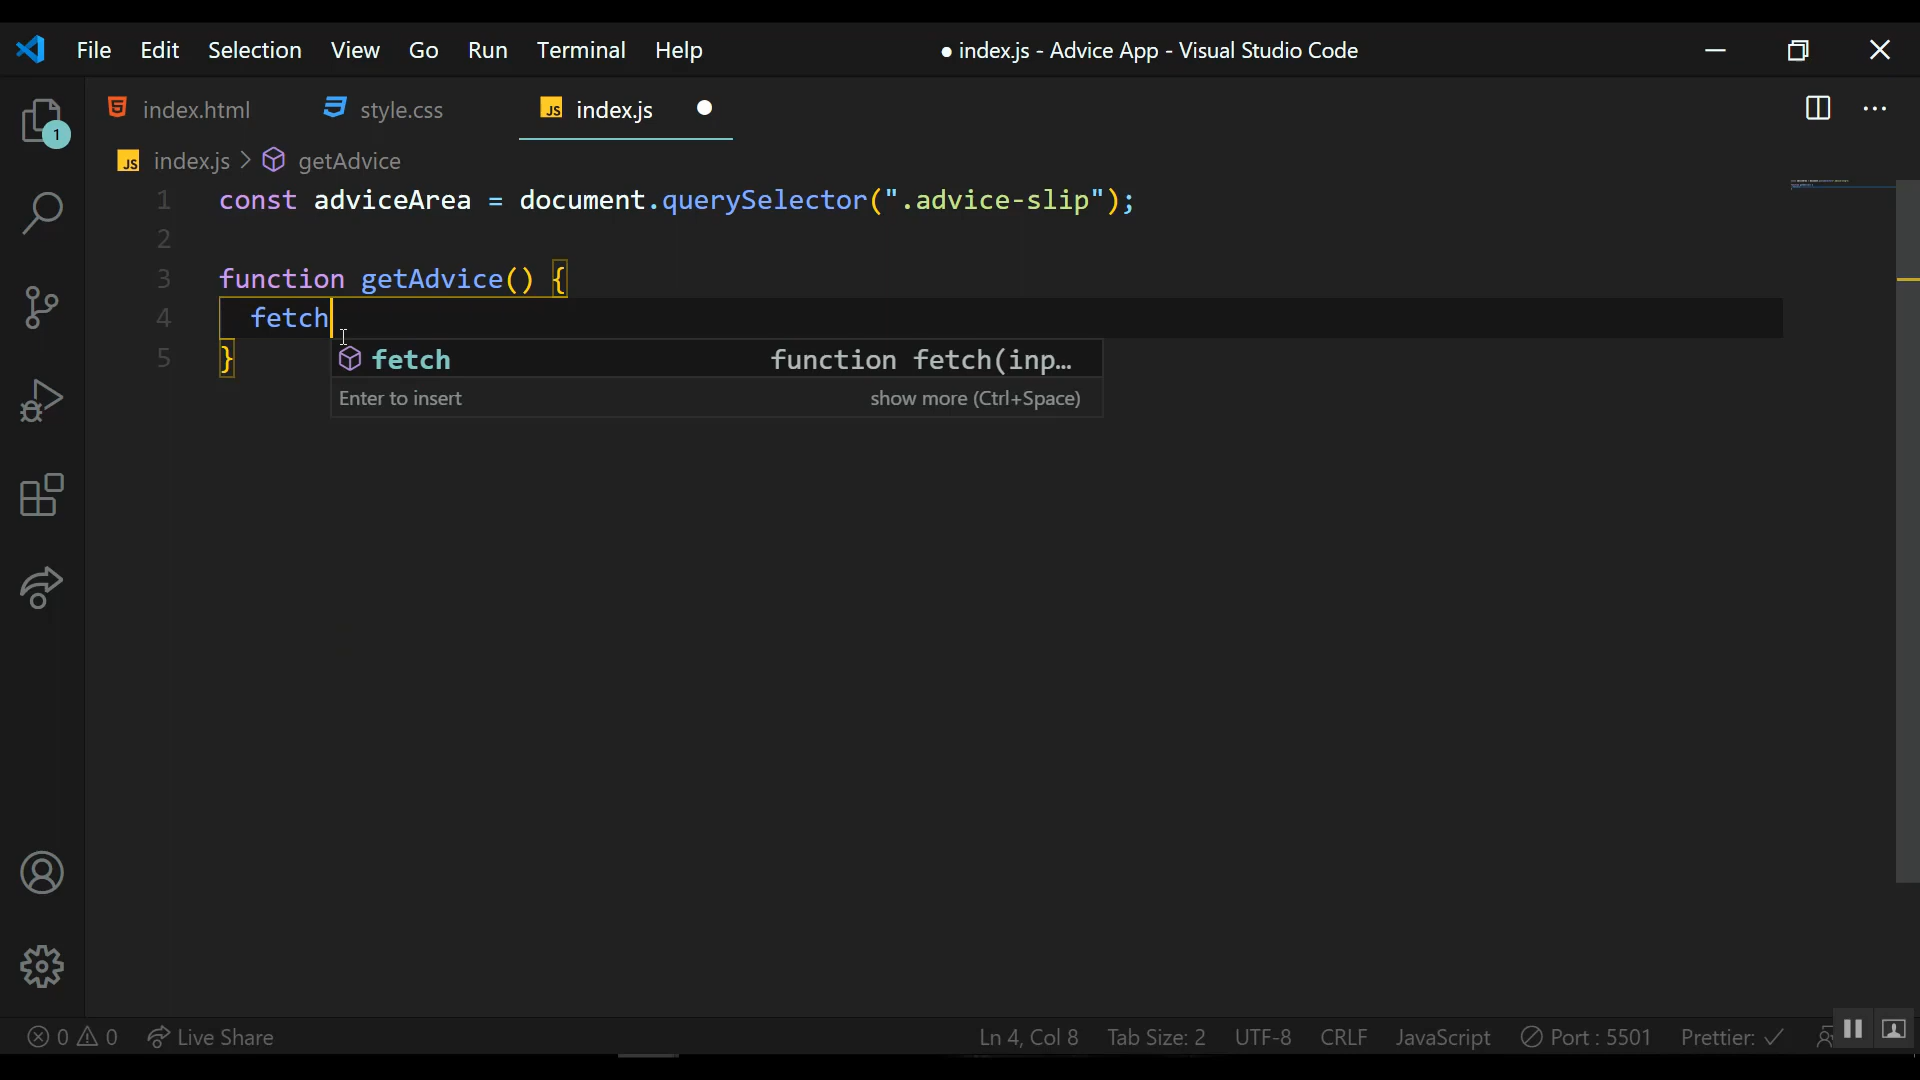 File Edit Selection View Go Run Terminal Help ● index.js - Advice App - Visual Studio Code
index.html style.css JS index.js
1
JS index.js > getAdvice
1 const adviceArea = document.querySelector(".advice-slip");
2
3 function getAdvice() {
4 fetch
5 }
fetch function fetch(inp…
Enter to insert show more (Ctrl+Space)
0 0 Live Share Ln 4, Col 8 Tab Size: 2 UTF-8 CRLF JavaScript Port : 5501 Prettier: ✓